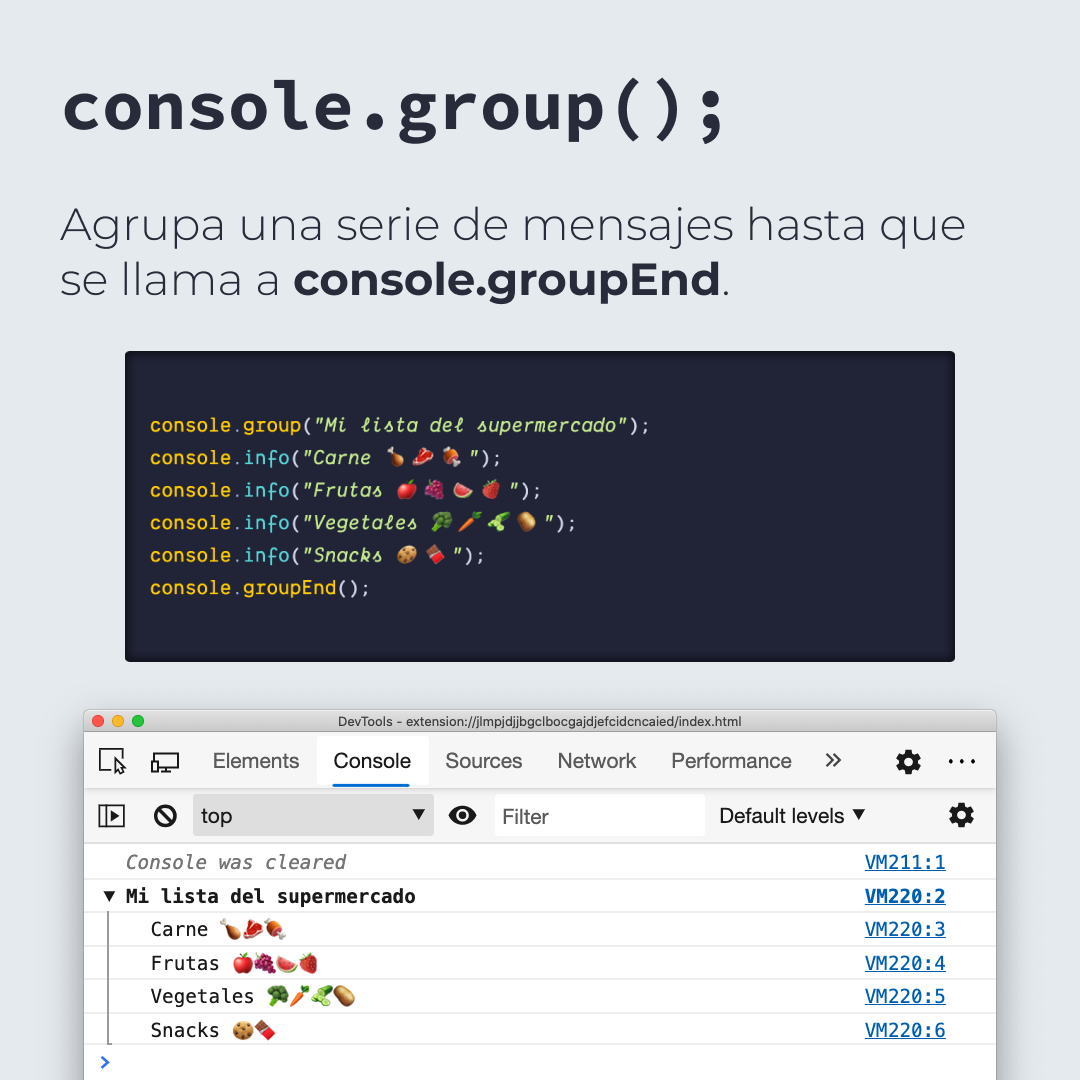 console.group();
Agrupa una serie de mensajes hasta que
se llama a console.groupEnd.
console.group("Mi lista del supermercado");
console.info("Carne 🍗🥩🍖");
console.info("Frutas 🍎🍇🍉🍓");
console.info("Vegetales 🥦🥕🥒🥔");
console.info("Snacks 🍪🍫");
console.groupEnd();
DevTools - extension://jlmpjdjjbgclbocgajdjefcidcncaied/index.html
Elements Console Sources Network Performance
top ▼ Filter Default levels ▼
Console was cleared VM211:1
▼ Mi lista del supermercado VM220:2
Carne 🍗🥩🍖 VM220:3
Frutas 🍎🍇🍉🍓 VM220:4
Vegetales 🥦🥕🥒🥔 VM220:5
Snacks 🍪🍫 VM220:6